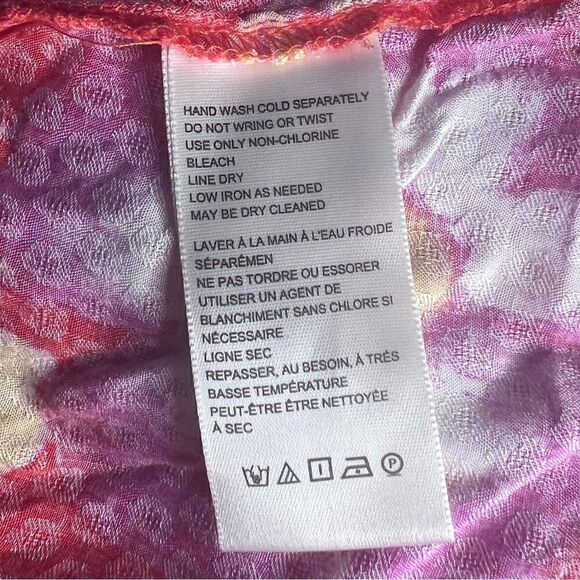 HAND WASH COLD SEPARATELY
DO NOT WRING OR TWIST
USE ONLY NON-CHLORINE
BLEACH
LINE DRY
LOW IRON AS NEEDED
MAY BE DRY CLEANED
LAVER À LA MAIN À L'EAU FROIDE
SÉPARÉMEN
NE PAS TORDRE OU ESSORER
UTILISER UN AGENT DE
BLANCHIMENT SANS CHLORE SI
NÉCESSAIRE
LIGNE SEC
REPASSER, AU BESOIN, À TRÈS
BASSE TEMPÉRATURE
PEUT-ÊTRE ÊTRE NETTOYÉE
À SEC
P